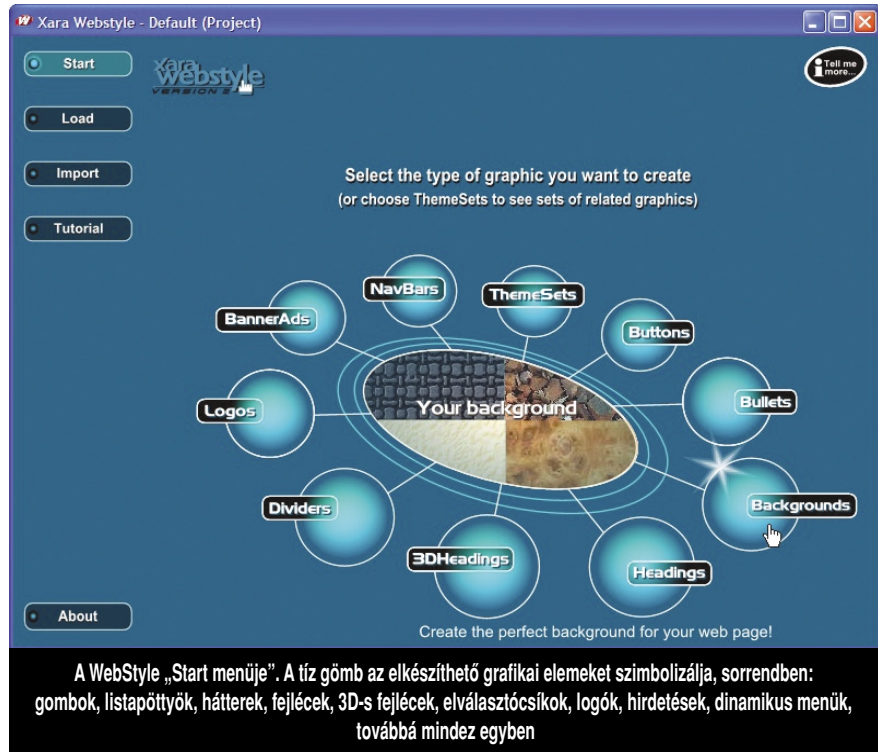 Xara Webstyle - Default (Project)
Start
Xara
Webstyle
VERSION 2
Tell me
more...
Load
Import
Select the type of graphic you want to create
(or choose ThemeSets to see sets of related graphics)
Tutorial
NavBars
ThemeSets
BannerAds
Buttons
Logos
Your background
Bullets
Dividers
Backgrounds
3DHeadings
Headings
About
Create the perfect background for your web page!
A WebStyle „Start menüje”. A tíz gömb az elkészíthető grafikai elemeket szimbolizálja, sorrendben:
gombok, listapöttyök, hátterek, fejlécek, 3D-s fejlécek, elválasztócsíkok, logók, hirdetések, dinamikus menük,
továbbá mindez egyben